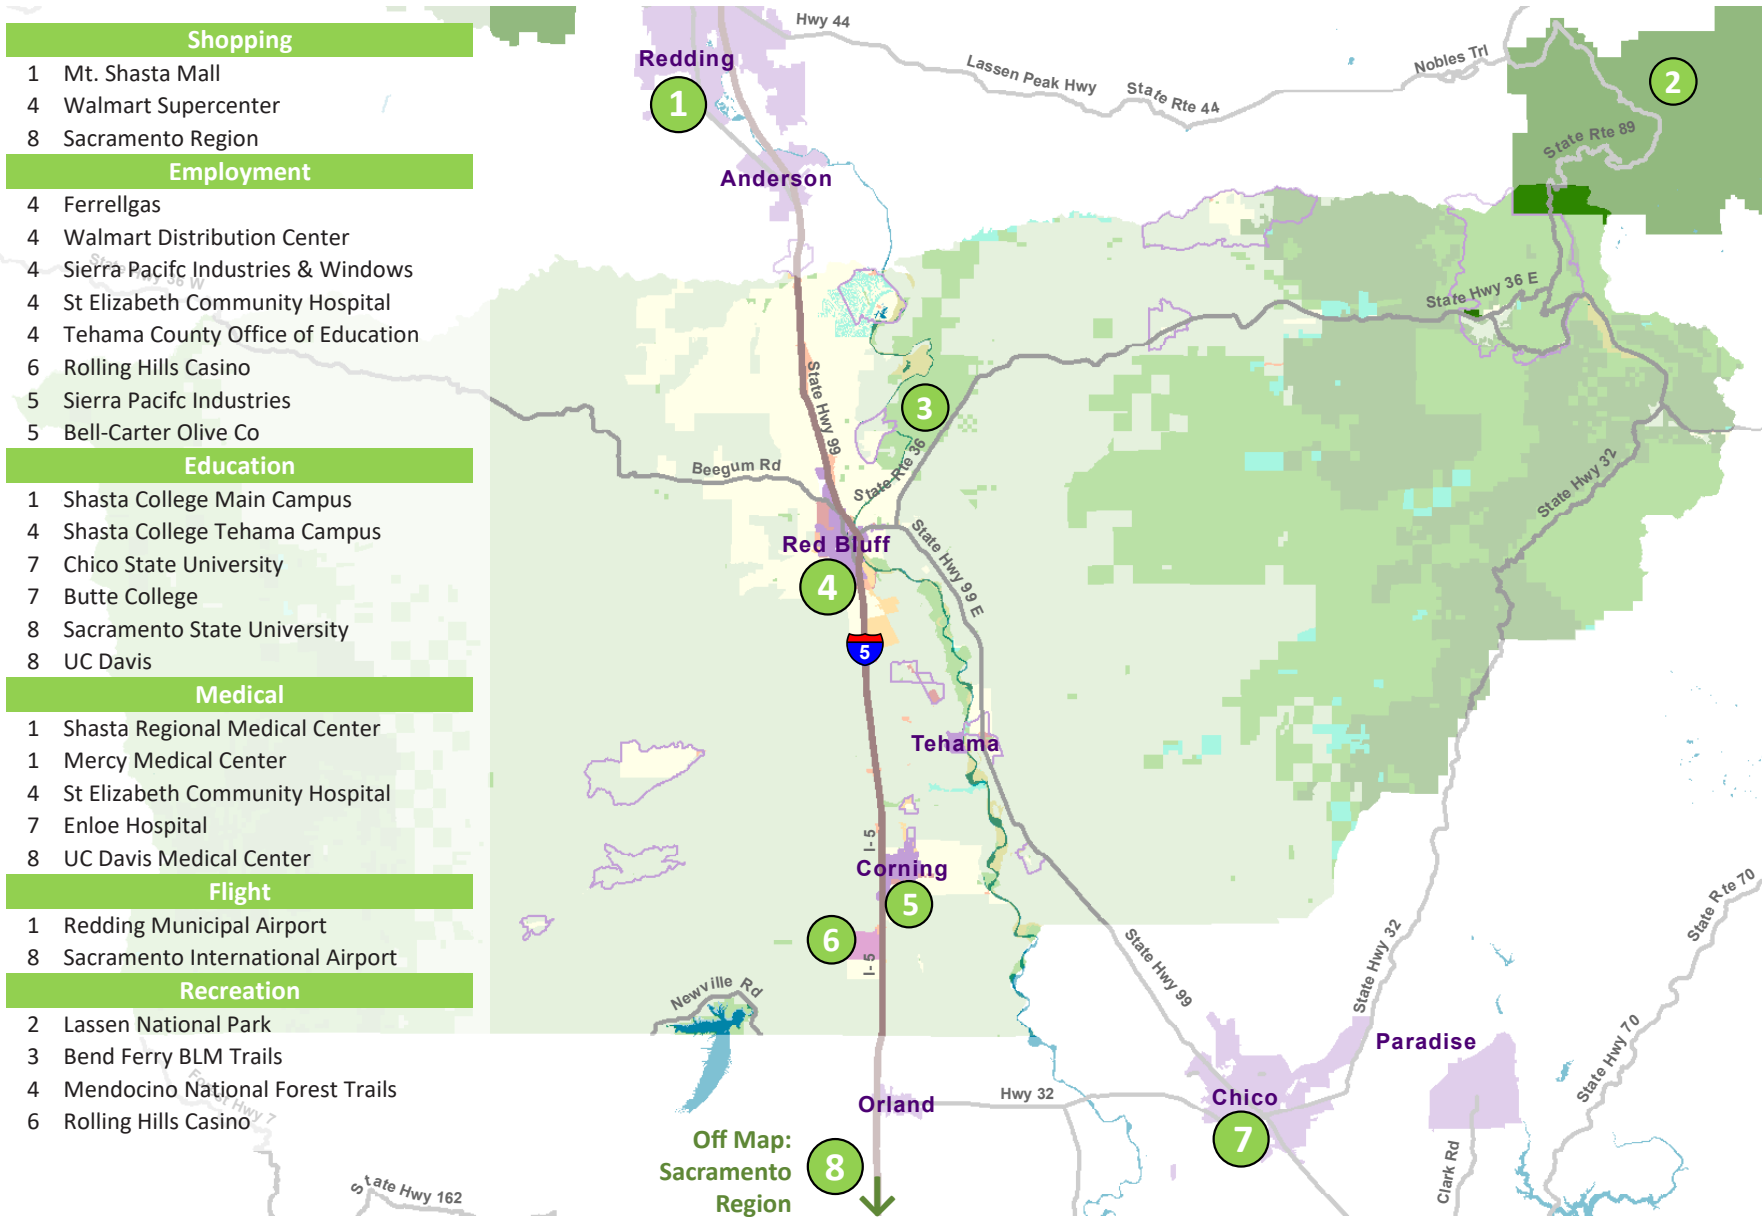 Shopping
1 Mt. Shasta Mall
4 Walmart Supercenter
8 Sacramento Region
Employment
4 Ferrellgas
4 Walmart Distribution Center
4 Sierra Pacifc Industries & Windows
4 St Elizabeth Community Hospital
4 Tehama County Office of Education
6 Rolling Hills Casino
5 Sierra Pacifc Industries
5 Bell-Carter Olive Co
Education
1 Shasta College Main Campus
4 Shasta College Tehama Campus
7 Chico State University
7 Butte College
8 Sacramento State University
8 UC Davis
Medical
1 Shasta Regional Medical Center
1 Mercy Medical Center
4 St Elizabeth Community Hospital
7 Enloe Hospital
8 UC Davis Medical Center
Flight
1 Redding Municipal Airport
8 Sacramento International Airport
Recreation
2 Lassen National Park
3 Bend Ferry BLM Trails
4 Mendocino National Forest Trails
6 Rolling Hills Casino
State Hwy 36 W
Forest Hwy 7
State Hwy 162
Hwy 44
Redding
1
Lassen Peak Hwy
State Rte 44
Nobles Trl
2
State Rte 89
Anderson
State Hwy 36 E
State Hwy 99
3
Beegum Rd
State Rte 36
State Hwy 32
Red Bluff
4
State Hwy 99 E
5
Tehama
I-5
Corning
5
6
I-5
Newville Rd
State Hwy 99
State Hwy 32
State Rte 70
Paradise
State Hwy 70
Orland
Hwy 32
Chico
7
Off Map:
Sacramento
Region
8
Clark Rd